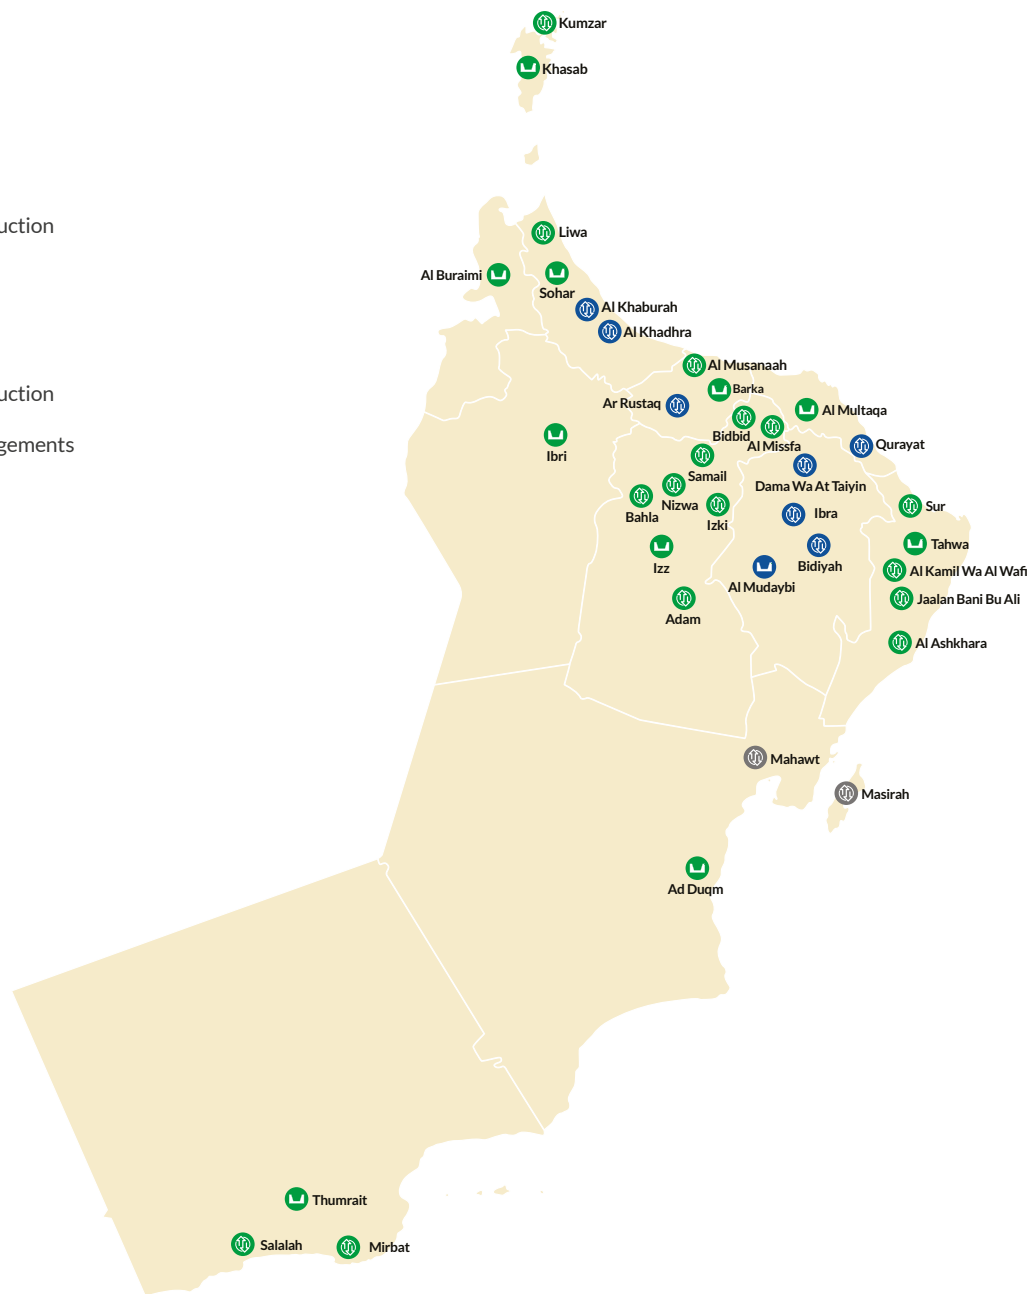 Kumzar
Khasab
uction
Liwa
Al Buraimi
Sohar
Al Khaburah
Al Khadhra
Al Musanaah
uction
Barka
Ar Rustaq
Al Multaqa
Bidbid
Al Missfa
gements
Ibri
Qurayat
Samail
Dama Wa At Taiyin
Nizwa
Bahla
Izki
Ibra
Sur
Tahwa
Izz
Bidiyah
Al Mudaybi
Al Kamil Wa Al Wafi
Jaalan Bani Bu Ali
Adam
Al Ashkhara
Mahawt
Masirah
Ad Duqm
Thumrait
Salalah
Mirbat